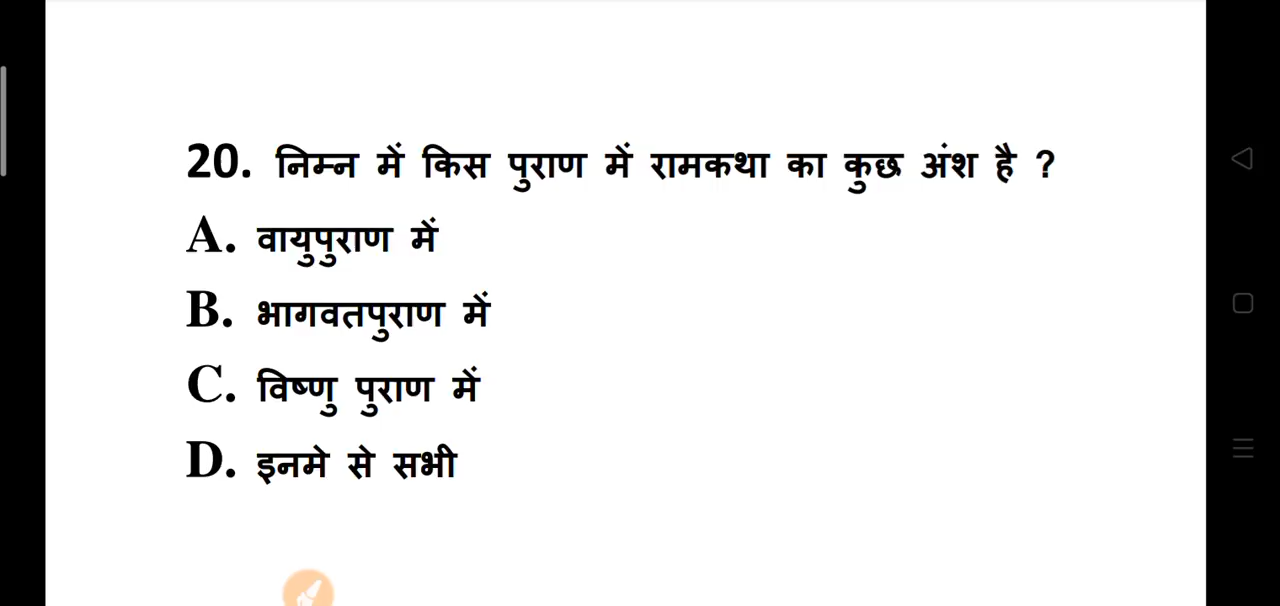 20. निम्न में किस पुराण में रामकथा का कुछ अंश है ?
A. वायुपुराण में
B. भागवतपुराण में
C. विष्णु पुराण में
D. इनमे से सभी